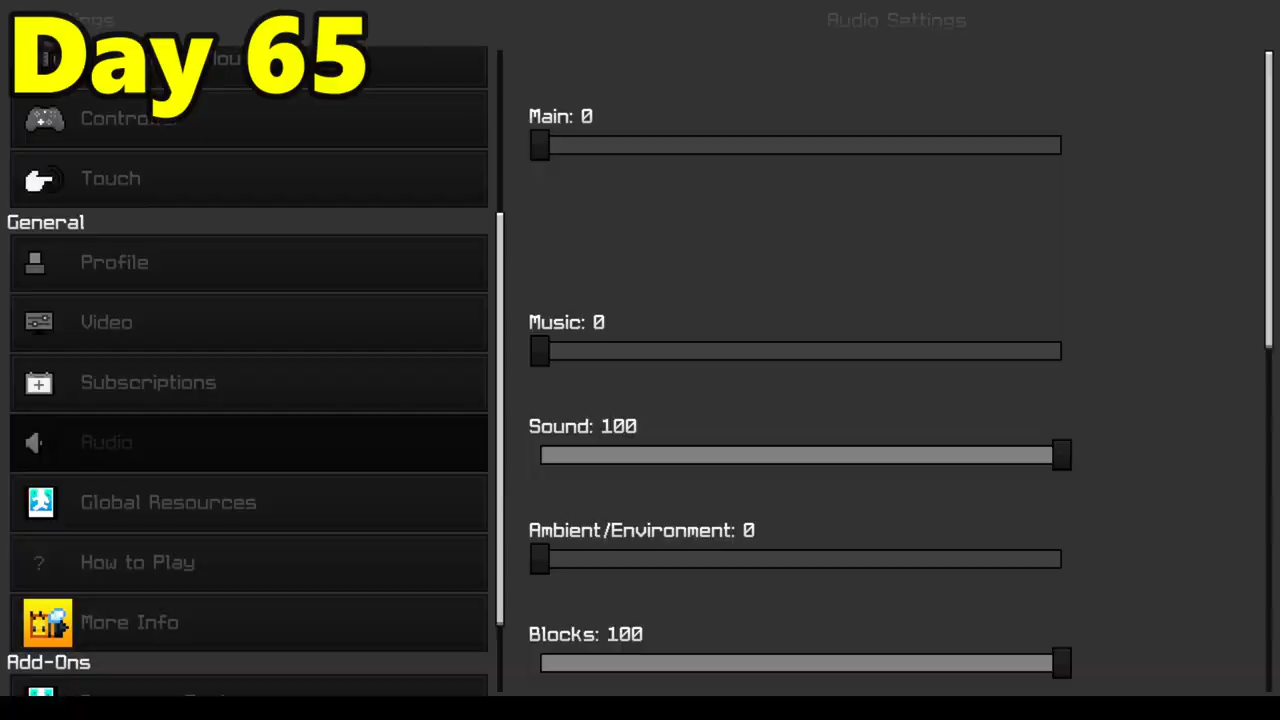 Day 65
Audio Settings
Touch
General
Profile
Video
Subscriptions
Audio
Global Resources
How to Play
More Info
Add-Ons
Main: 0
Music: 0
Sound: 100
Ambient/Environment: 0
Blocks: 100